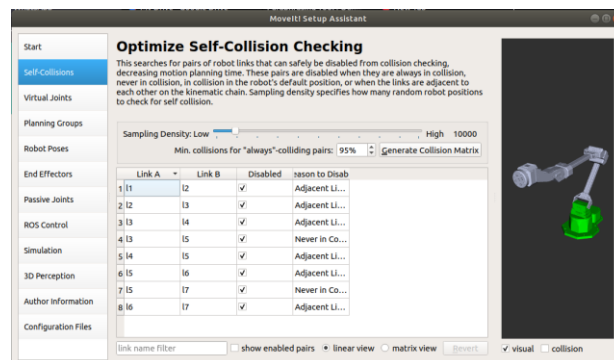 MoveIt! Setup Assistant
Start
Self-Collisions
Virtual Joints
Planning Groups
Robot Poses
End Effectors
Passive Joints
ROS Control
Simulation
3D Perception
Author Information
Configuration Files
Optimize Self-Collision Checking
This searches for pairs of robot links that can safely be disabled from collision checking,
decreasing motion planning time. These pairs are disabled when they are always in collision,
never in collision, in collision in the robot's default position, or when the links are adjacent to
each other on the kinematic chain. Sampling density specifies how many random robot positions
to check for self collision.
Sampling Density: Low High 10000
Min. collisions for "always"-colliding pairs: 95% Generate Collision Matrix
Link A Link B Disabled eason to Disab
1 l1 l2 Adjacent Li...
2 l2 l3 Adjacent Li...
3 l3 l4 Adjacent Li...
4 l3 l5 Never in Co...
5 l4 l5 Adjacent Li...
6 l5 l6 Adjacent Li...
7 l5 l7 Never in Co...
8 l6 l7 Adjacent Li...
link name filter show enabled pairs linear view matrix view Revert
visual collision